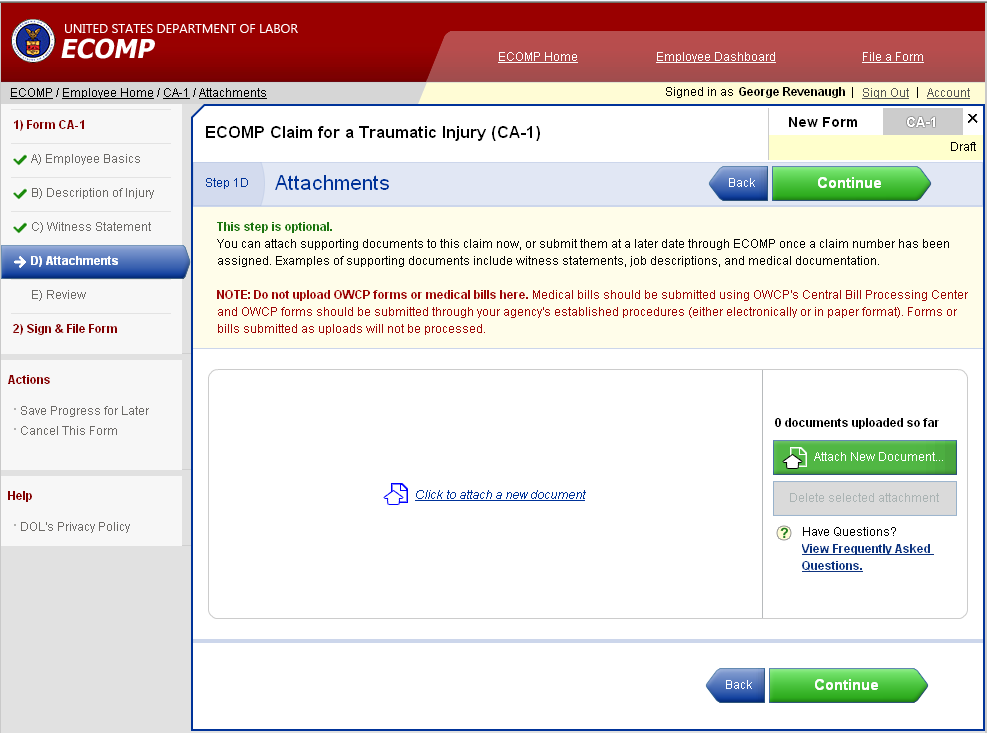 UNITED STATES DEPARTMENT OF LABOR
ECOMP
ECOMP Home Employee Dashboard File a Form
ECOMP / Employee Home / CA-1 / Attachments
Signed in as George Revenaugh | Sign Out | Account
1) Form CA-1
A) Employee Basics
B) Description of Injury
C) Witness Statement
D) Attachments
E) Review
2) Sign & File Form
Actions
· Save Progress for Later
· Cancel This Form
Help
· DOL's Privacy Policy
ECOMP Claim for a Traumatic Injury (CA-1)
New Form CA-1
Draft
Step 1D Attachments Back Continue
This step is optional.
You can attach supporting documents to this claim now, or submit them at a later date through ECOMP once a claim number has been
assigned. Examples of supporting documents include witness statements, job descriptions, and medical documentation.
NOTE: Do not upload OWCP forms or medical bills here. Medical bills should be submitted using OWCP's Central Bill Processing Center
and OWCP forms should be submitted through your agency's established procedures (either electronically or in paper format). Forms or
bills submitted as uploads will not be processed.
Click to attach a new document
0 documents uploaded so far
Attach New Document...
Delete selected attachment
? Have Questions?
View Frequently Asked
Questions.
Back Continue